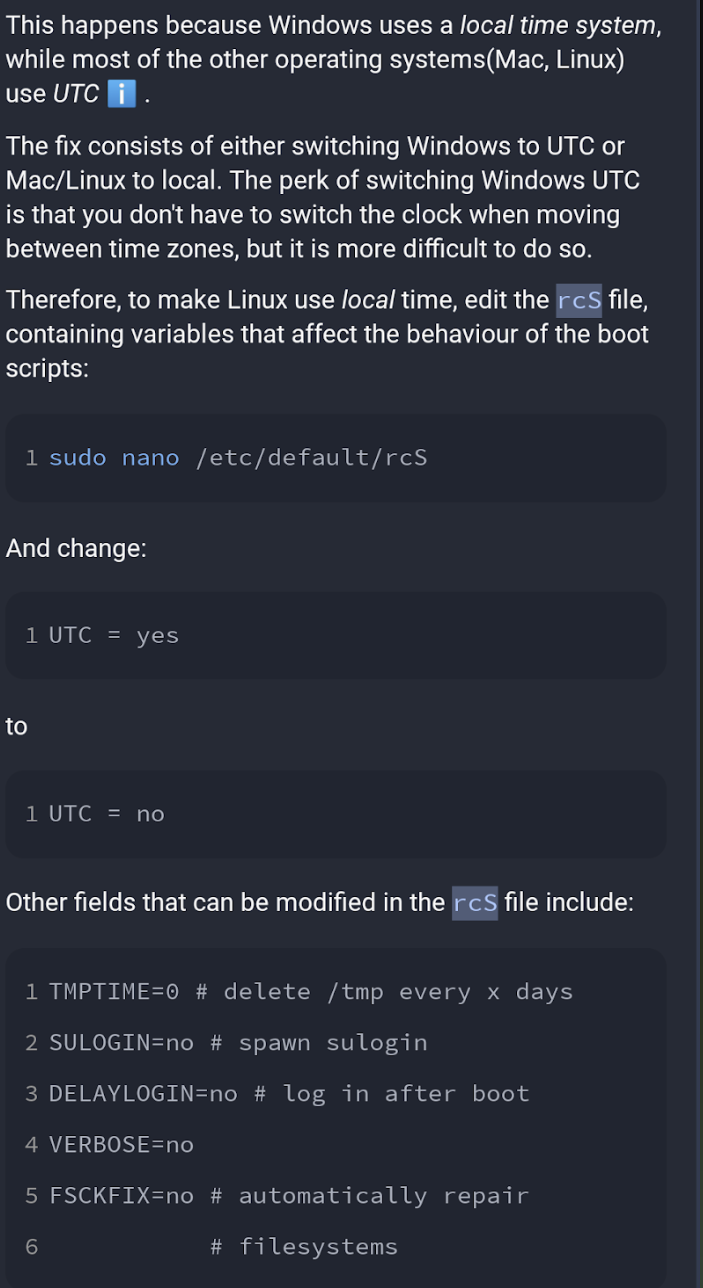 This happens because Windows uses a local time system,
while most of the other operating systems(Mac, Linux)
use UTC ℹ️ .
The fix consists of either switching Windows to UTC or
Mac/Linux to local. The perk of switching Windows UTC
is that you don't have to switch the clock when moving
between time zones, but it is more difficult to do so.
Therefore, to make Linux use local time, edit the rcS file,
containing variables that affect the behaviour of the boot
scripts:
1 sudo nano /etc/default/rcS
And change:
1 UTC = yes
to
1 UTC = no
Other fields that can be modified in the rcS file include:
1 TMPTIME=0 # delete /tmp every x days
2 SULOGIN=no # spawn sulogin
3 DELAYLOGIN=no # log in after boot
4 VERBOSE=no
5 FSCKFIX=no # automatically repair
6 # filesystems